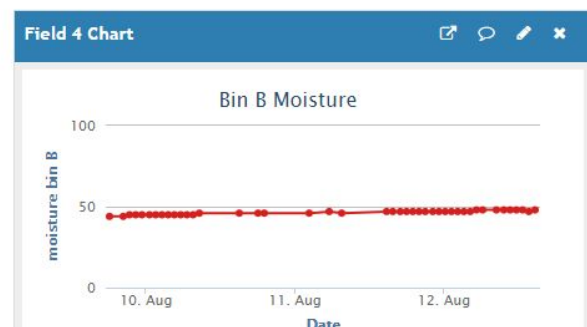 Field 4 Chart
Bin B Moisture
100
moisture bin B
50
0
10. Aug 11. Aug 12. Aug
Date